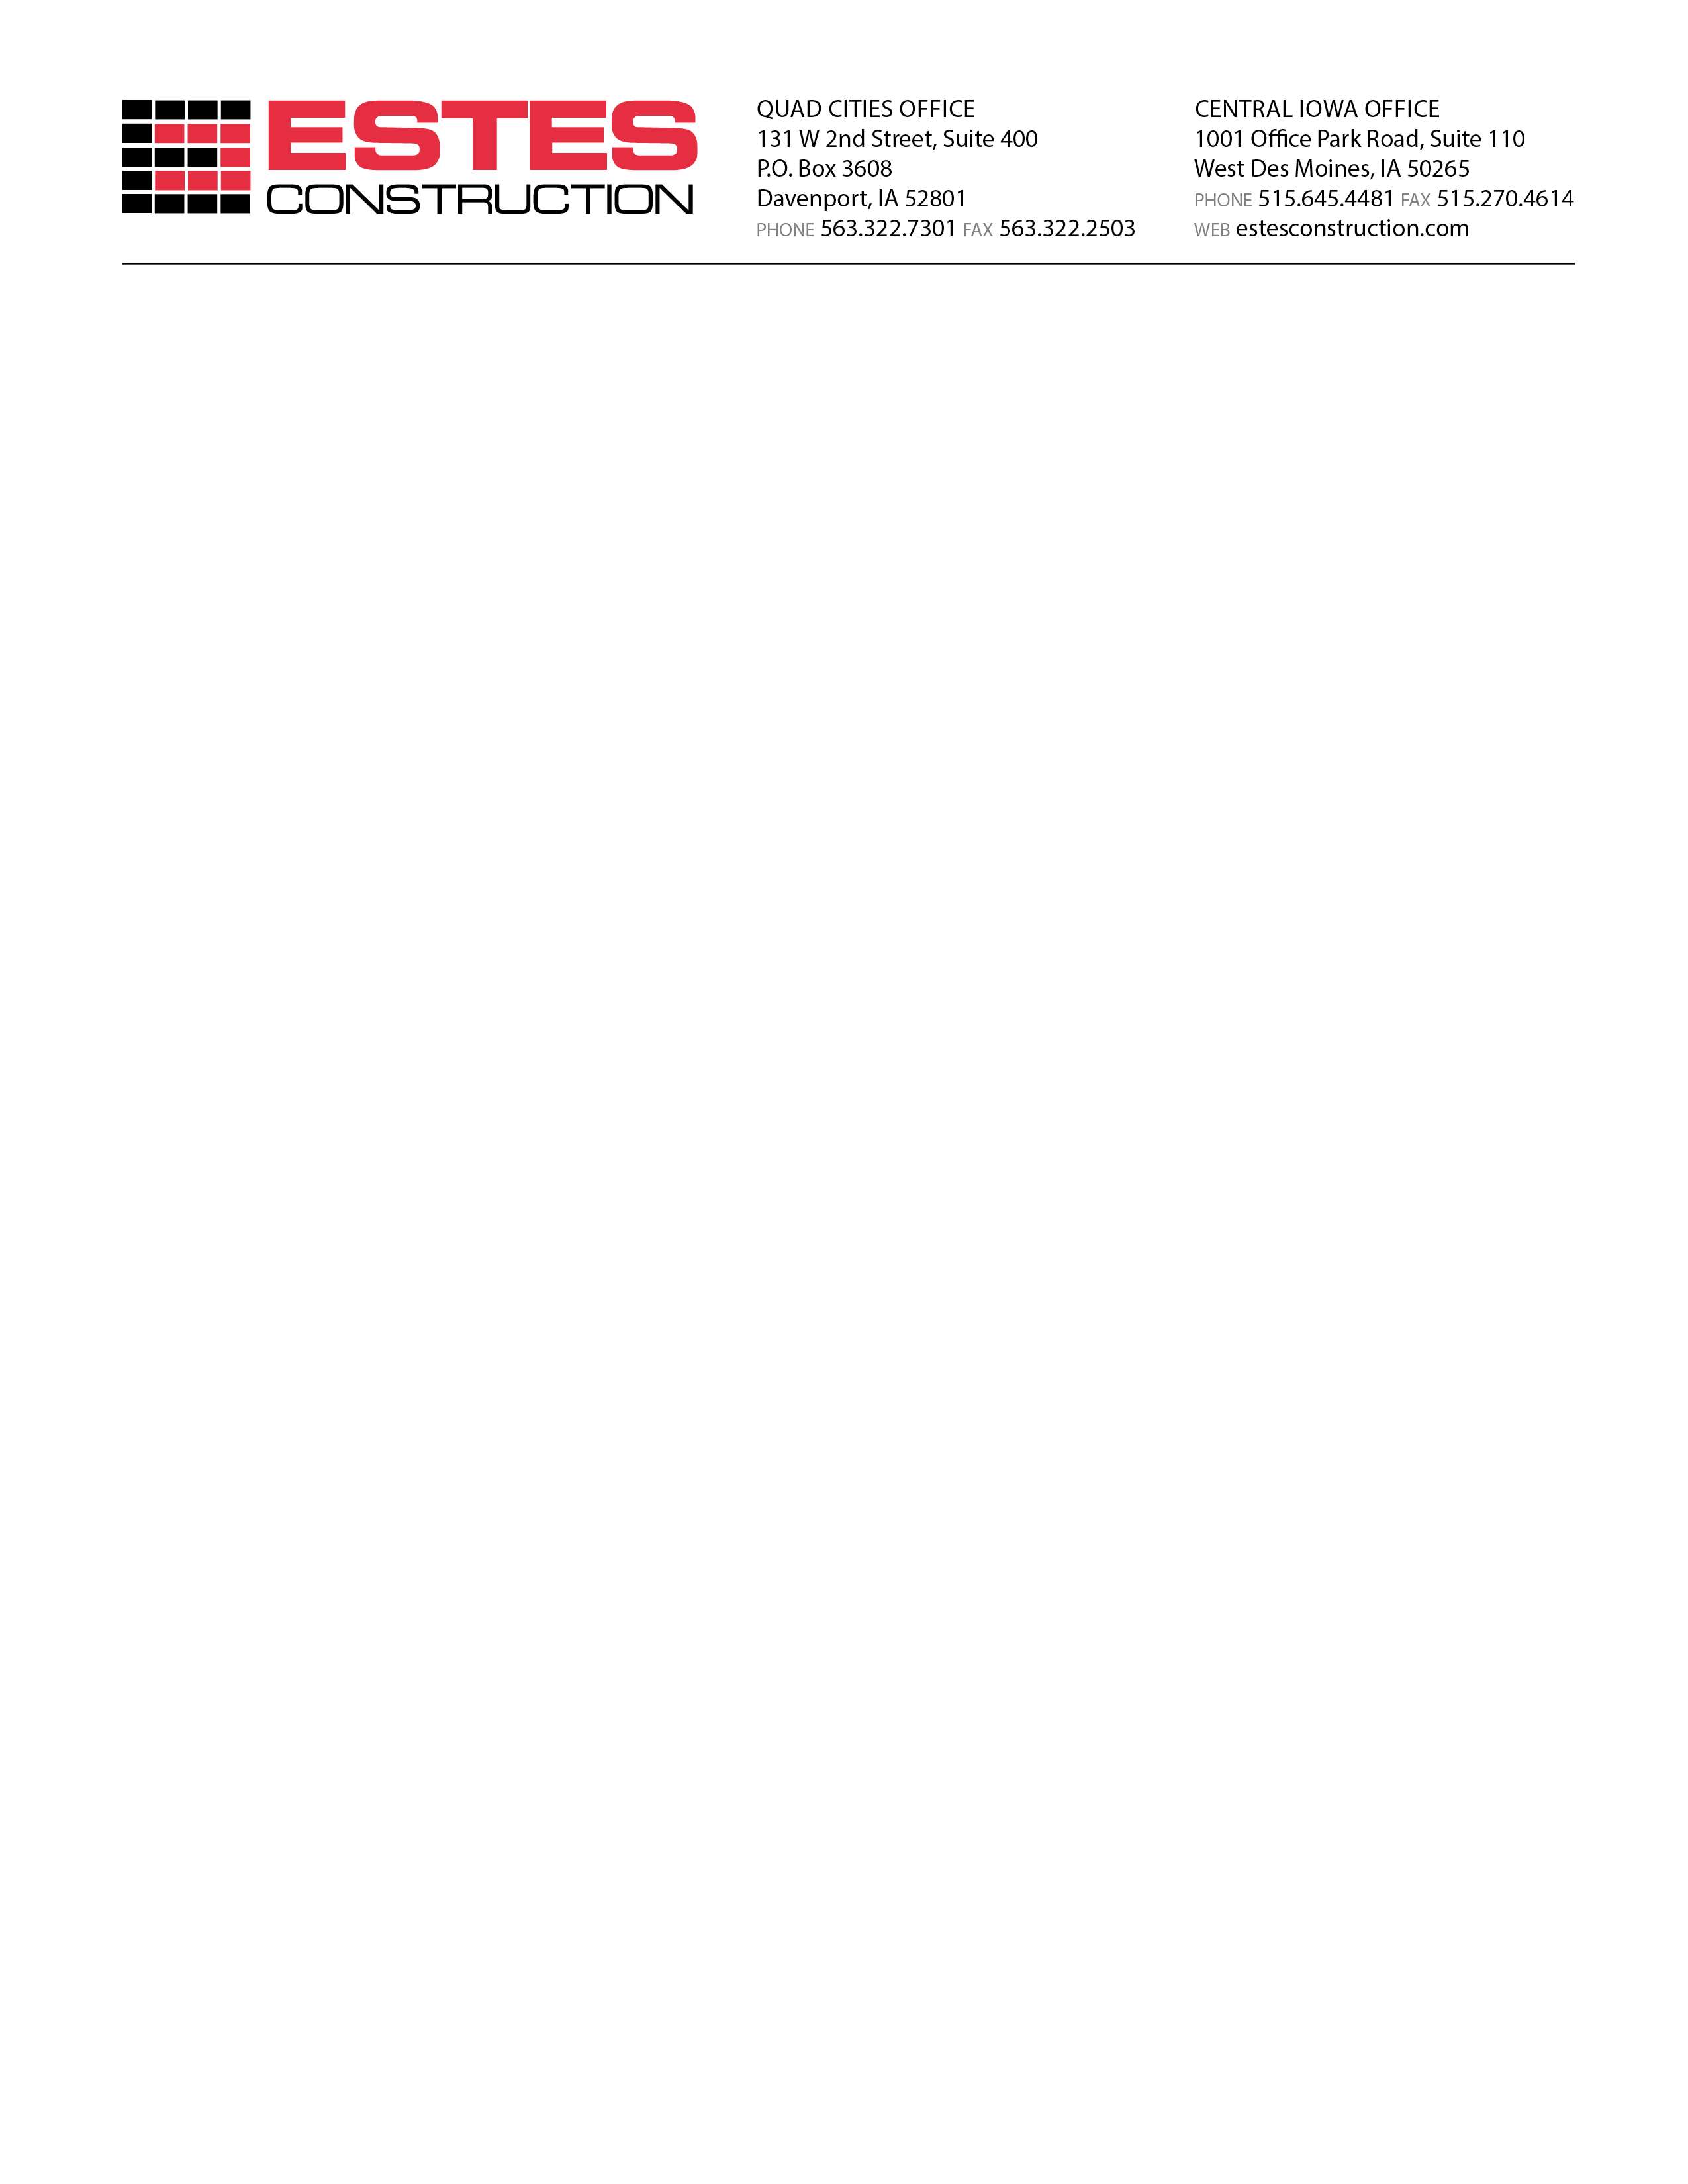 ESTES
CONSTRUCTION
QUAD CITIES OFFICE
131 W 2nd Street, Suite 400
P.O. Box 3608
Davenport, IA 52801
PHONE 563.322.7301 FAX 563.322.2503
CENTRAL IOWA OFFICE
1001 Office Park Road, Suite 110
West Des Moines, IA 50265
PHONE 515.645.4481 FAX 515.270.4614
WEB estesconstruction.com